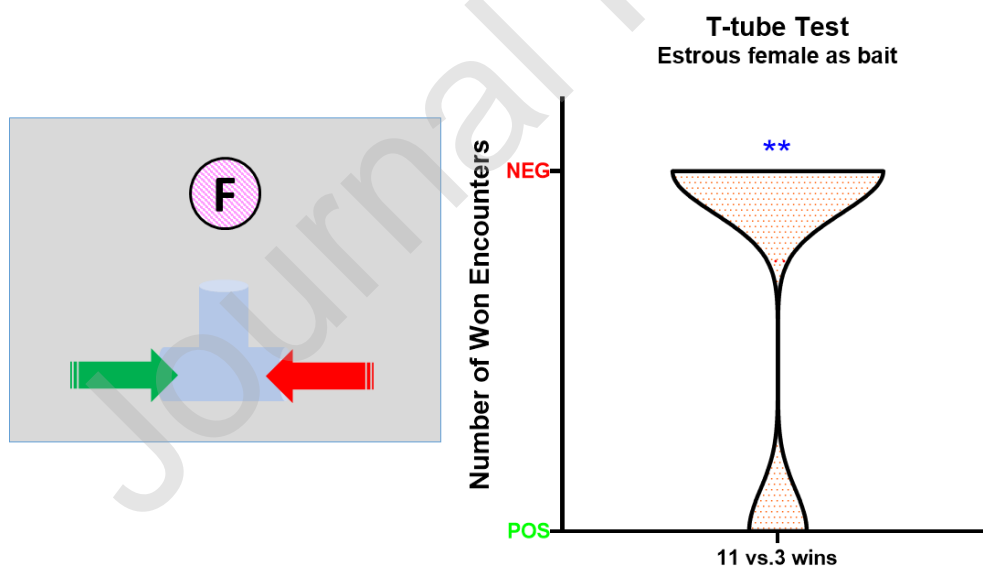 Journal
F
T-tube Test
Estrous female as bait
**
Number of Won Encounters
NEG
POS
11 vs.3 wins